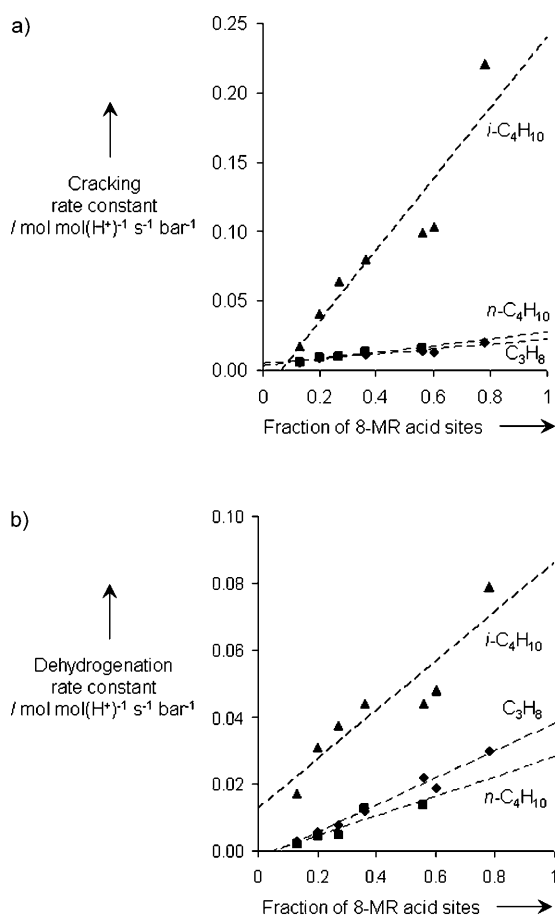 a)
0.25
0.20
0.15
0.10
0.05
0.00
Cracking
rate constant
/ mol mol(H⁺)⁻¹ s⁻¹ bar⁻¹
i-C₄H₁₀
n-C₄H₁₀
C₃H₈
0 0.2 0.4 0.6 0.8 1
Fraction of 8-MR acid sites
b)
0.10
0.08
0.06
0.04
0.02
0.00
Dehydrogenation
rate constant
/ mol mol(H⁺)⁻¹ s⁻¹ bar⁻¹
i-C₄H₁₀
C₃H₈
n-C₄H₁₀
0 0.2 0.4 0.6 0.8 1
Fraction of 8-MR acid sites